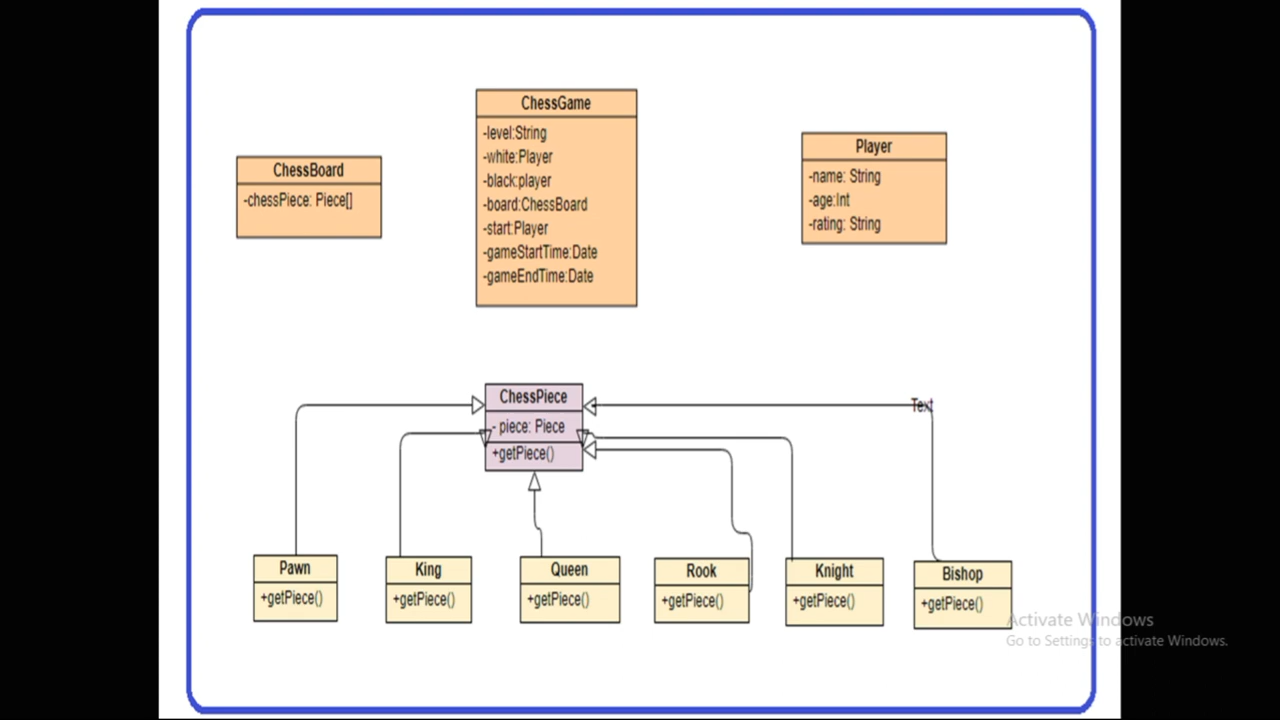 ChessGame
-level:String
-white:Player
-black:player
-board:ChessBoard
-start:Player
-gameStartTime:Date
-gameEndTime:Date
ChessBoard
-chessPiece: Piece[]
Player
-name: String
-age:Int
-rating: String
ChessPiece
- piece: Piece
+getPiece()
Text
Pawn
+getPiece()
King
+getPiece()
Queen
+getPiece()
Rook
+getPiece()
Knight
+getPiece()
Bishop
+getPiece()
Activate Windows
Go to Settings to activate Windows.